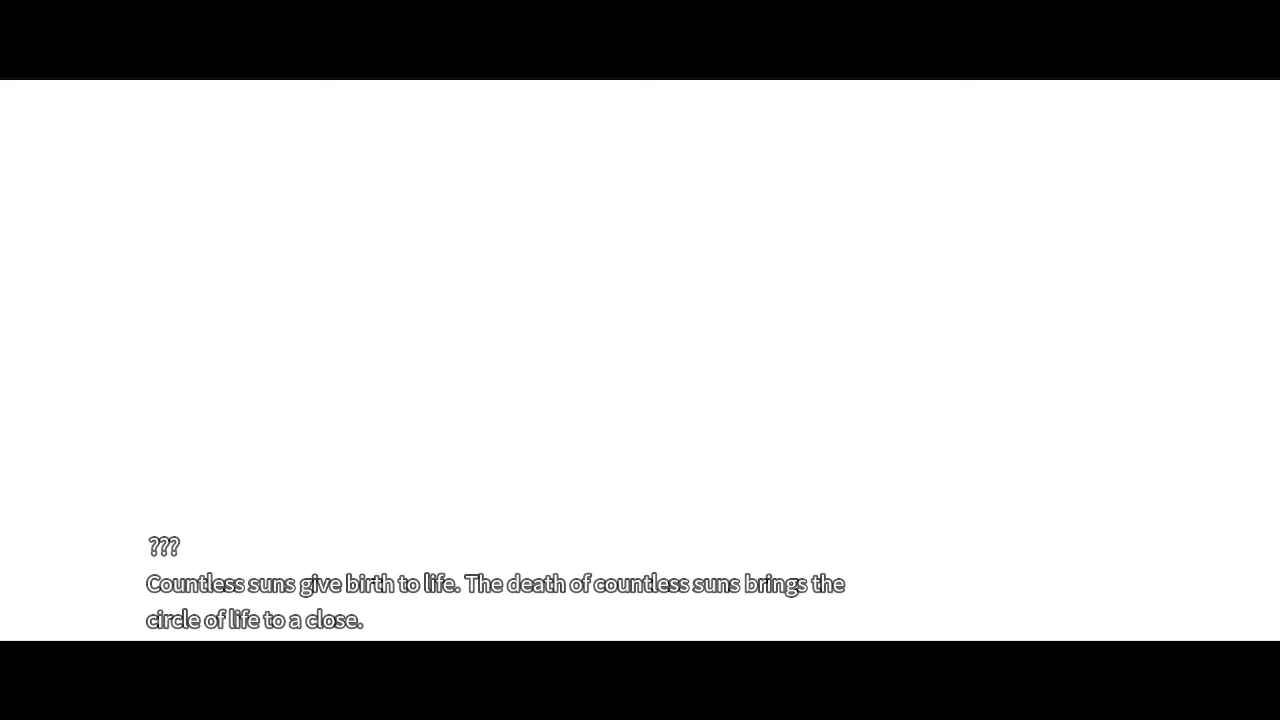 ???
Countless suns give birth to life. The death of countless suns brings the
circle of life to a close.